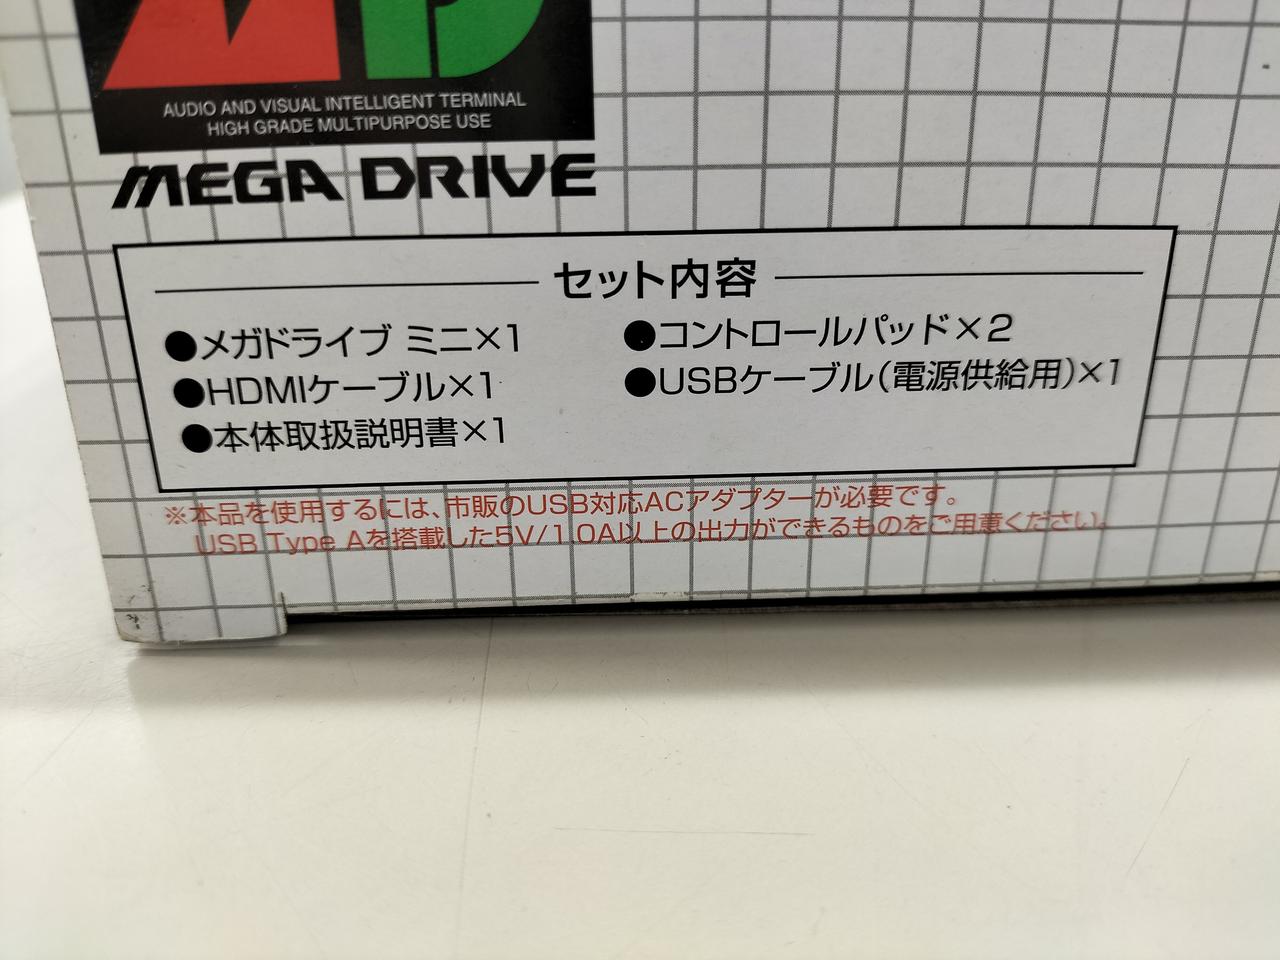 AUDIO AND VISUAL INTELLIGENT TERMINAL
HIGH GRADE MULTIPURPOSE USE
MEGA DRIVE
セット内容
●メガドライブ ミニ×1
●コントロールパッド×2
●HDMIケーブル×1
●USBケーブル(電源供給用)×1
●本体取扱説明書×1
※本品を使用するには、市販のUSB対応ACアダプターが必要です。
USB Type Aを搭載した5V/1.0A以上の出力ができるものをご用意ください。